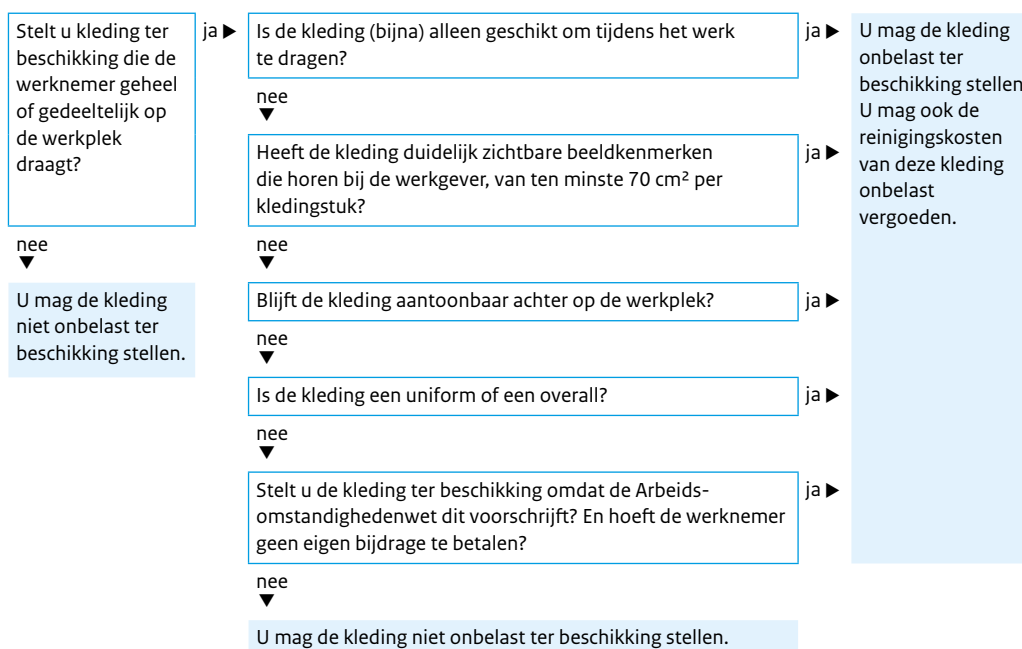 Stelt u kleding ter
beschikking die de
werknemer geheel
of gedeeltelijk op
de werkplek
draagt?
ja ▶
Is de kleding (bijna) alleen geschikt om tijdens het werk
te dragen?
ja ▶
U mag de kleding
onbelast ter
beschikking stellen
U mag ook de
reinigingskosten
van deze kleding
onbelast
vergoeden.
nee
▼
Heeft de kleding duidelijk zichtbare beeldkenmerken
die horen bij de werkgever, van ten minste 70 cm² per
kledingstuk?
ja ▶
nee
▼
U mag de kleding
niet onbelast ter
beschikking stellen.
nee
▼
Blijft de kleding aantoonbaar achter op de werkplek?
ja ▶
nee
▼
Is de kleding een uniform of een overall?
ja ▶
nee
▼
Stelt u de kleding ter beschikking omdat de Arbeids-
omstandighedenwet dit voorschrijft? En hoeft de werknemer
geen eigen bijdrage te betalen?
ja ▶
nee
▼
U mag de kleding niet onbelast ter beschikking stellen.